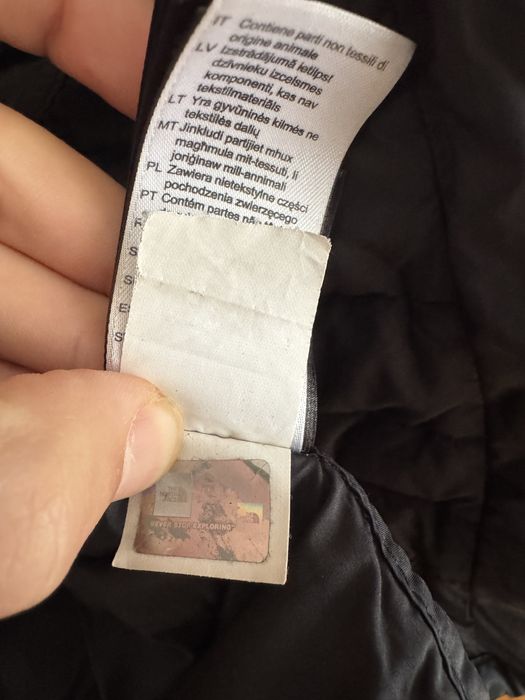 IT Contiene parti non tessili di
origine animale
LV Izstrādājumā ietilpst
dzīvnieku izcelsmes
komponenti, kas nav
tekstilmateriāls
LT Yra gyvūninės kilmės ne
tekstilės dalių
MT Jinkludi partijiet mhux
magħmula mit-tessuti, li
joriġinaw mill-annimali
PL Zawiera nietekstylne części
pochodzenia zwierzęcego
PT Contém partes não
THE
NORTH
FACE
NEVER STOP EXPLORING